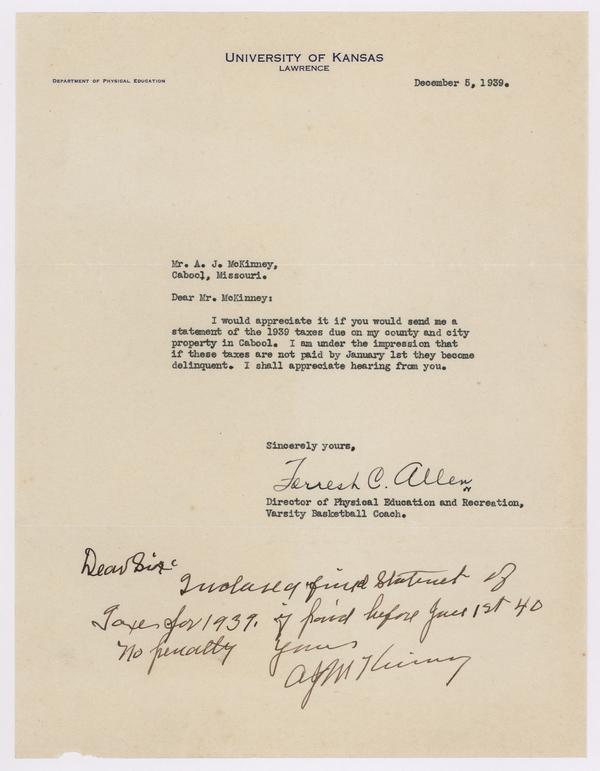 UNIVERSITY OF KANSAS
LAWRENCE
DEPARTMENT OF PHYSICAL EDUCATION
December 5, 1939.
Mr. A. J. McKinney,
Cabool, Missouri.
Dear Mr. McKinney:
I would appreciate it if you would send me a
statement of the 1939 taxes due on my county and city
property in Cabool. I am under the impression that
if these taxes are not paid by January 1st they become
delinquent. I shall appreciate hearing from you.
Sincerely yours,
Forrest C. Allen
Director of Physical Education and Recreation,
Varsity Basketball Coach.
Dear Sir:
Inclosed find Statement of
Taxes for 1939. if paid before Jan 1st 40
No penalty Yours
A J McKinney